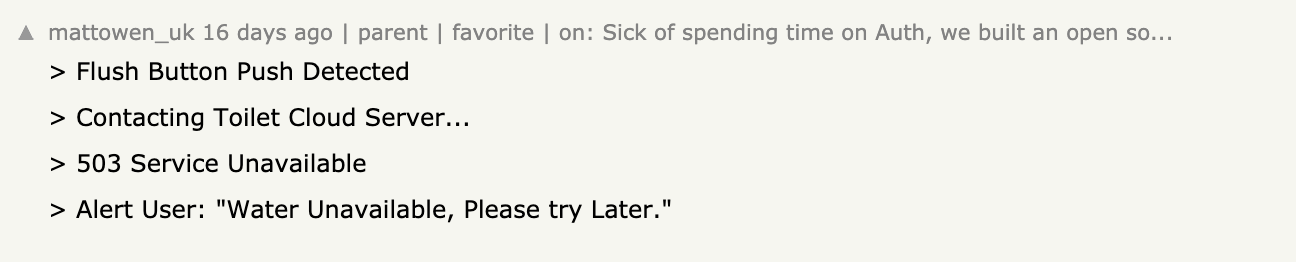 ▲ mattowen_uk 16 days ago | parent | favorite | on: Sick of spending time on Auth, we built an open so...
> Flush Button Push Detected
> Contacting Toilet Cloud Server...
> 503 Service Unavailable
> Alert User: "Water Unavailable, Please try Later."